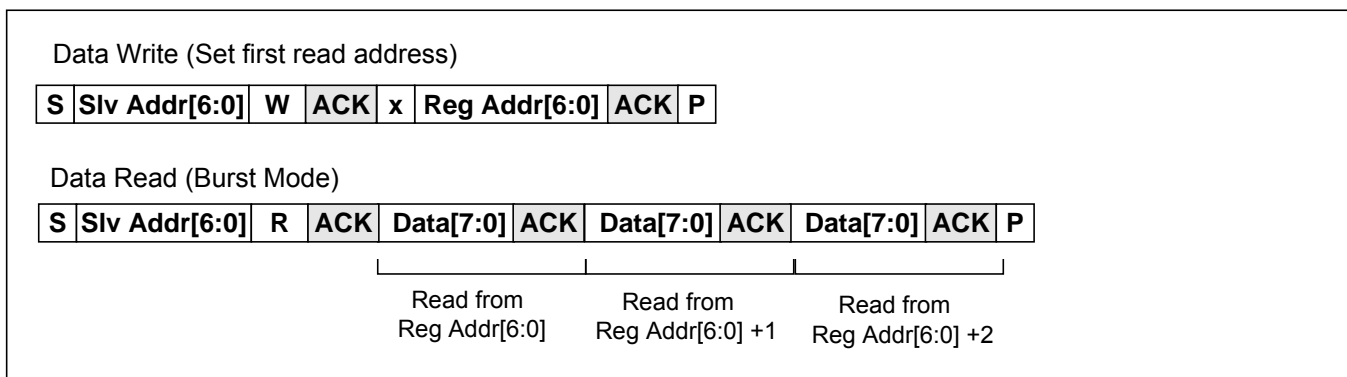 Data Write (Set first read address)
S Slv Addr[6:0] W ACK x Reg Addr[6:0] ACK P
Data Read (Burst Mode)
S Slv Addr[6:0] R ACK Data[7:0] ACK Data[7:0] ACK Data[7:0] ACK P
Read from Read from Read from
Reg Addr[6:0] Reg Addr[6:0] +1 Reg Addr[6:0] +2